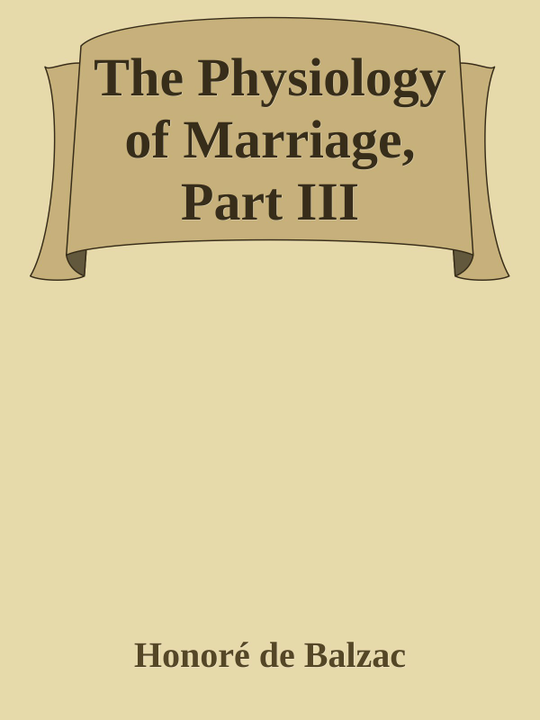 The Physiology
of Marriage,
Part III
Honoré de Balzac